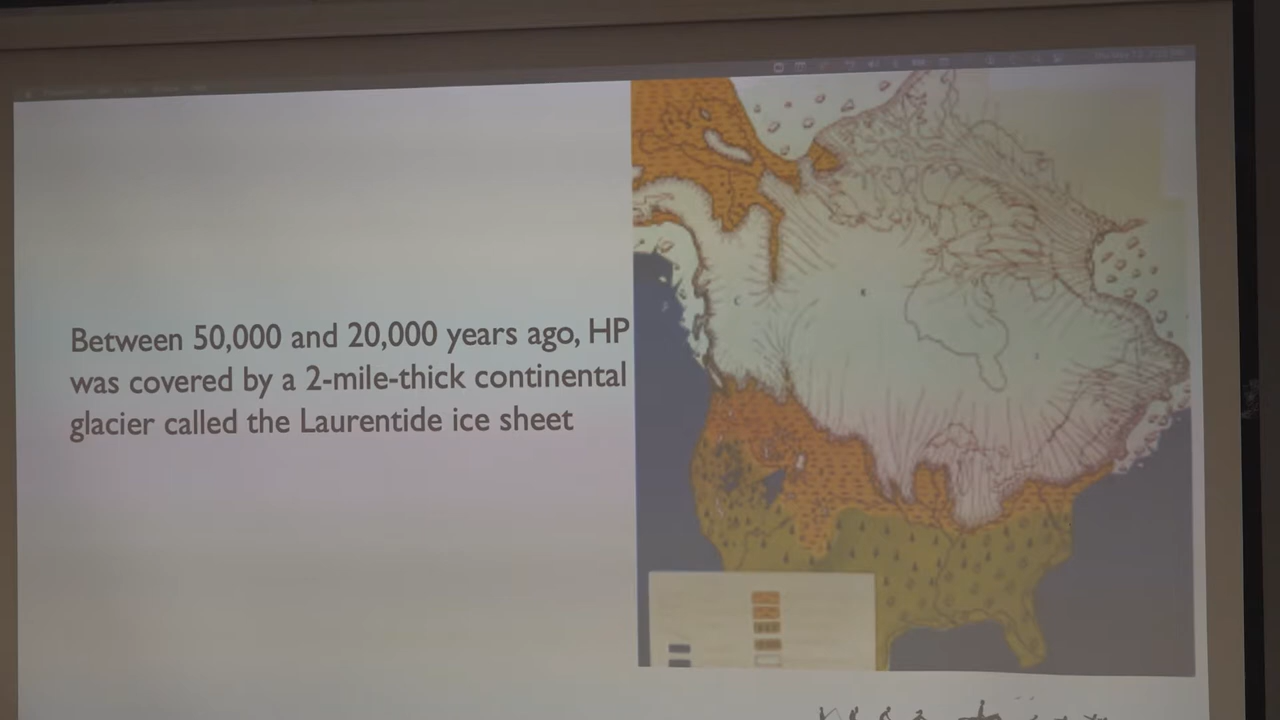 Between 50,000 and 20,000 years ago, HP
was covered by a 2-mile-thick continental
glacier called the Laurentide ice sheet
C
K